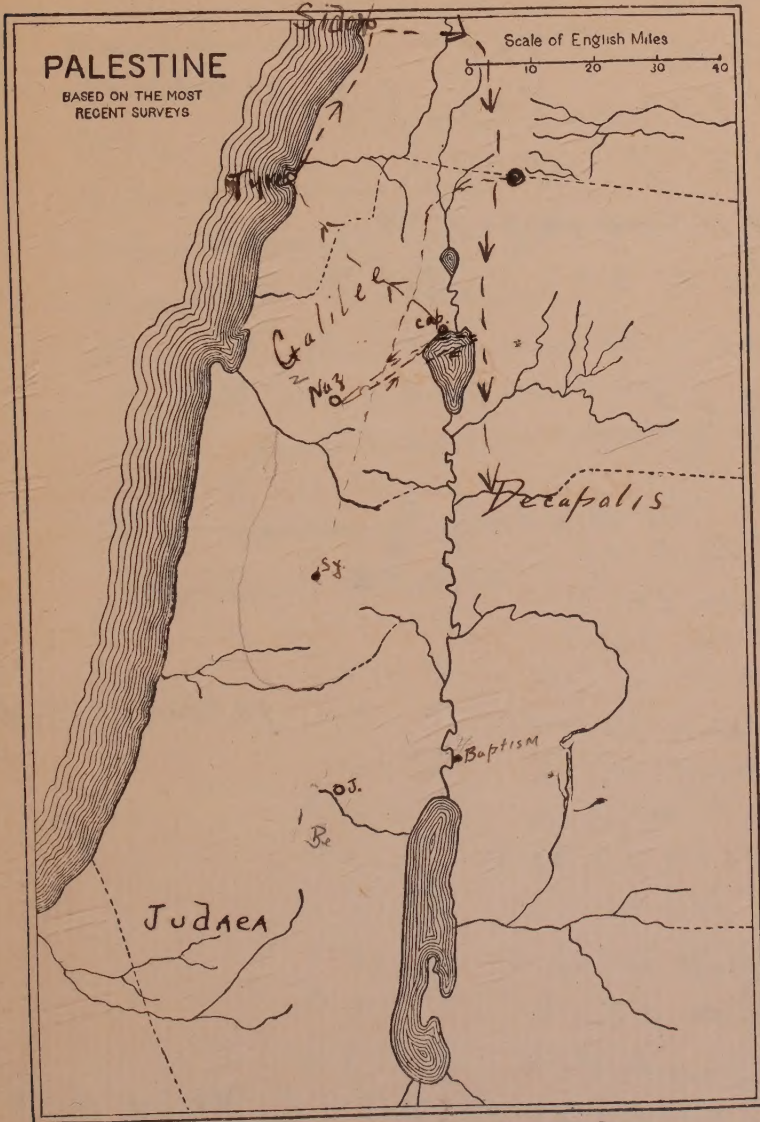 Sidon
Scale of English Miles
0 10 20 30 40
PALESTINE
BASED ON THE MOST
RECENT SURVEYS
Tyre
Galilee
Cap.
Naz
Decapolis
Sy.
Baptism
J.
Be
JUDAEA